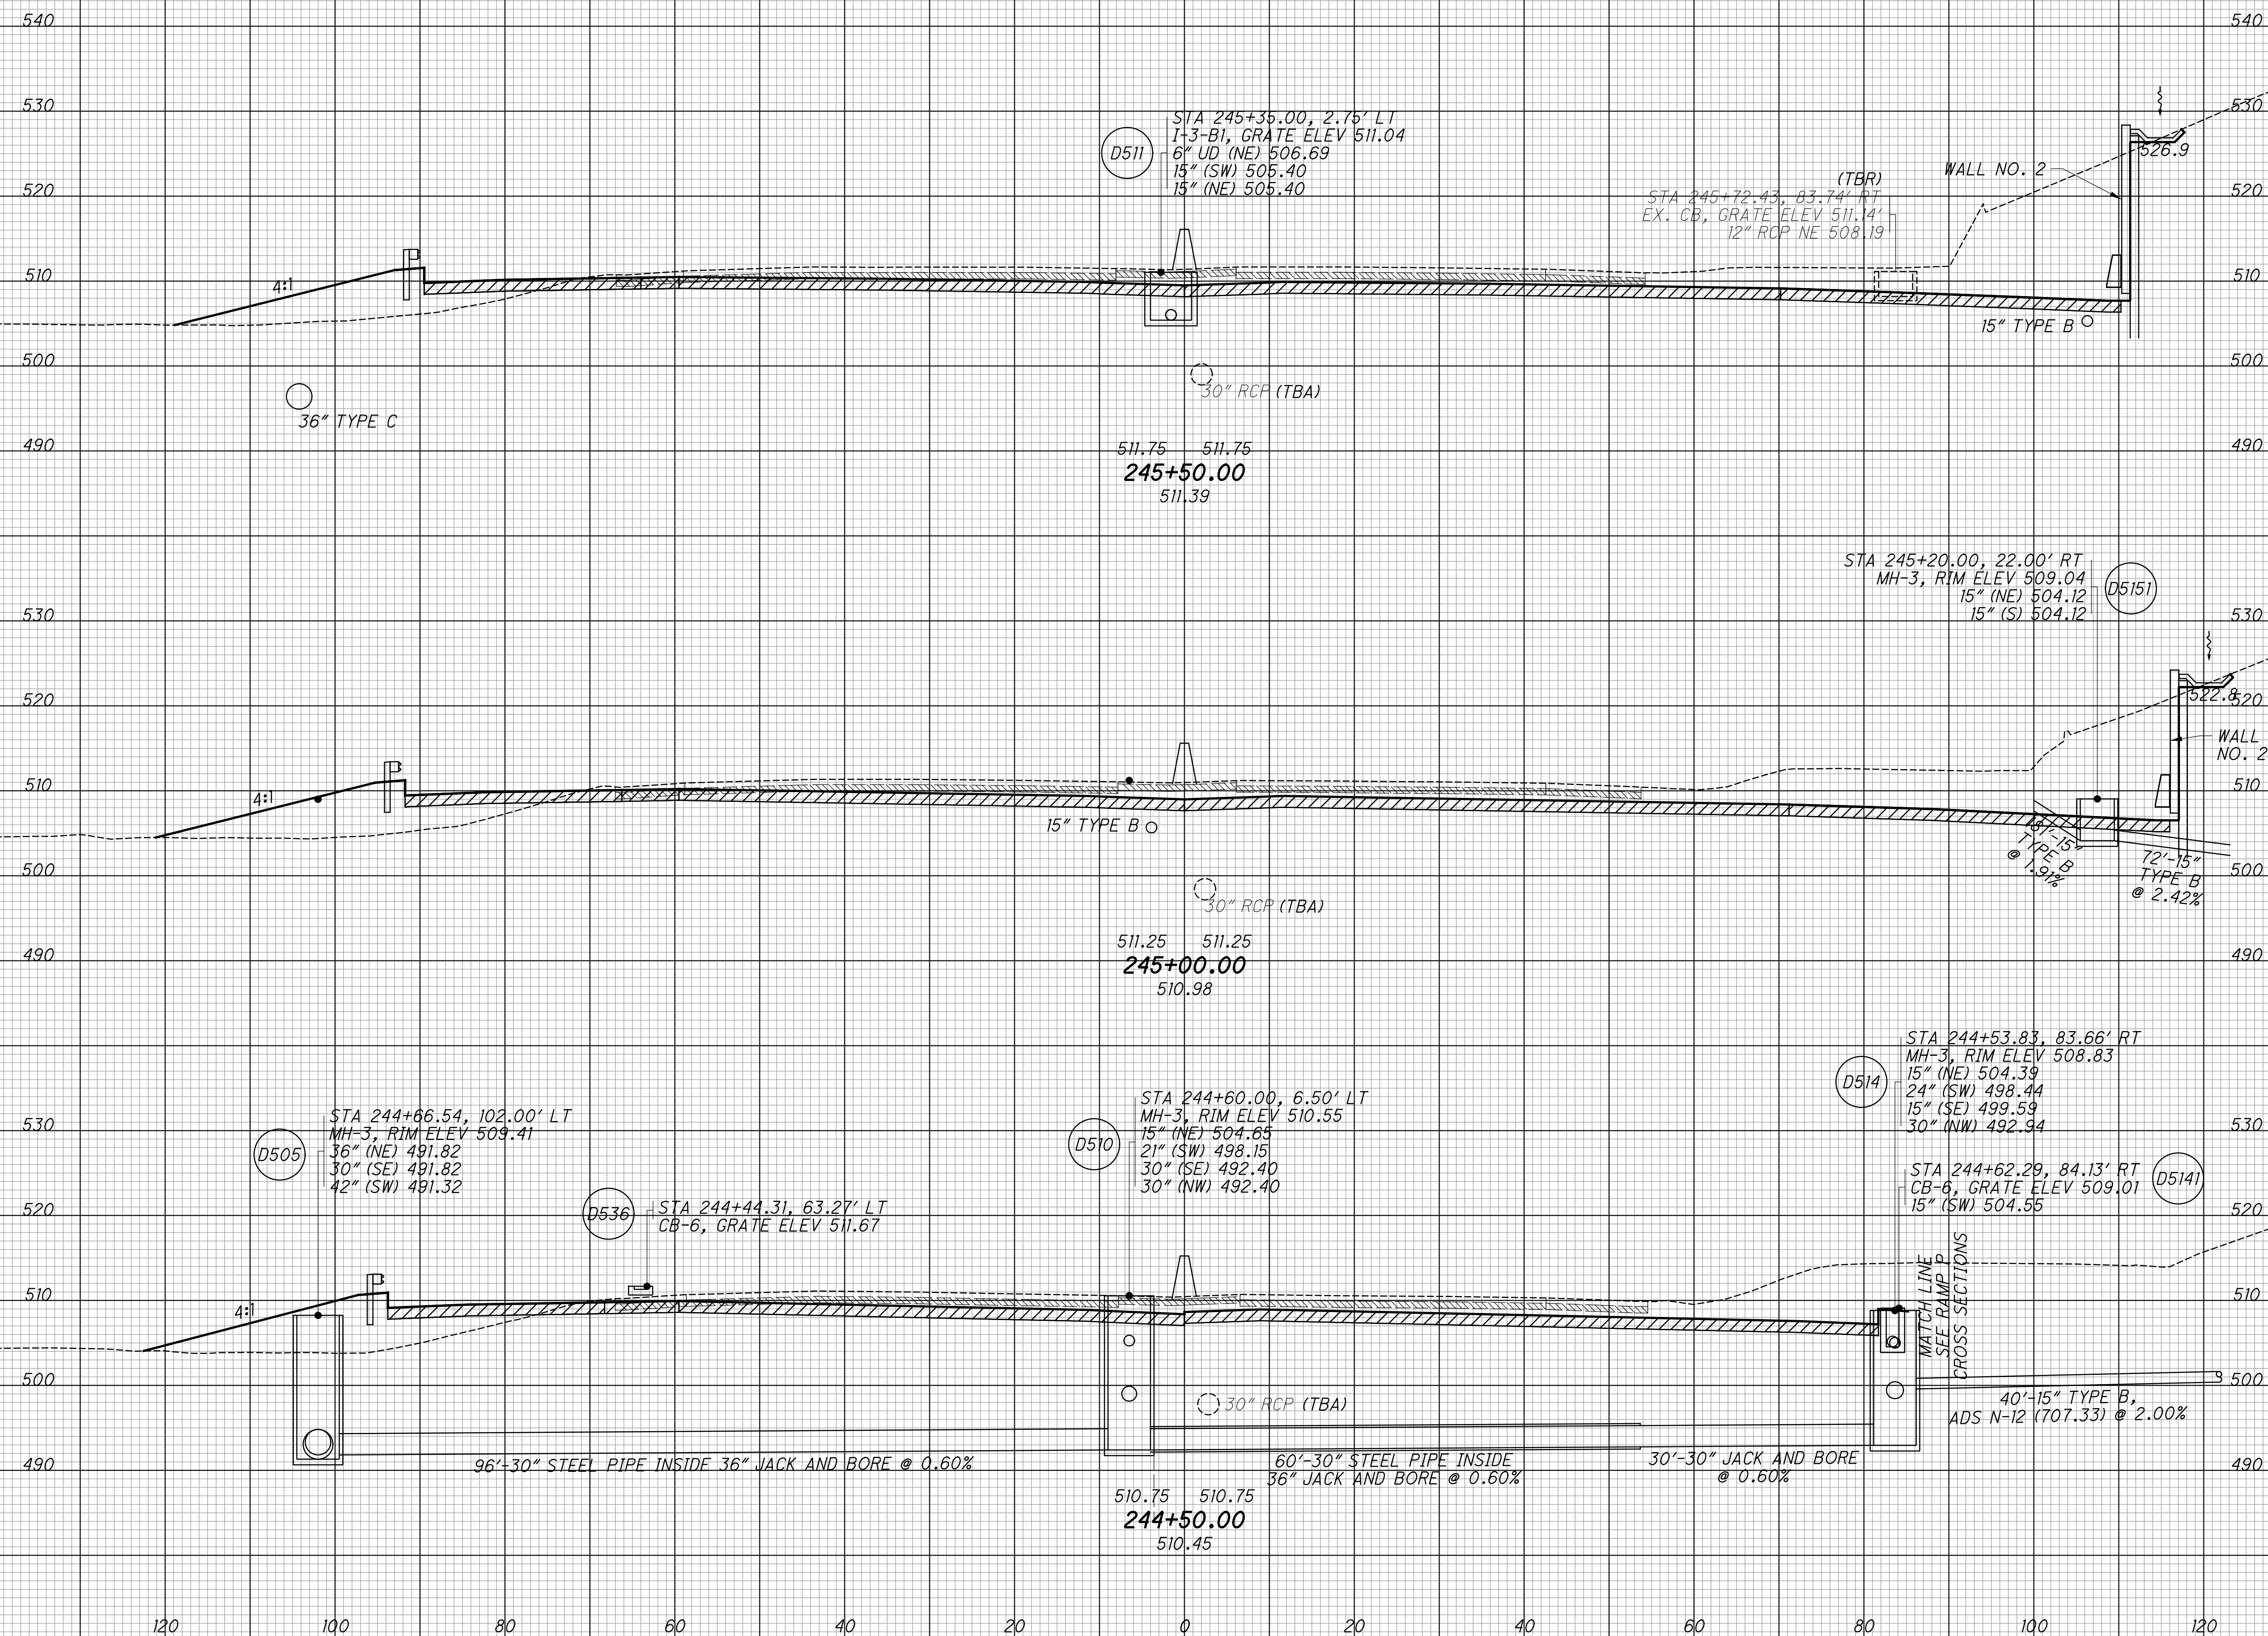 540 540
530 530
520 520
510 510
500 500
490 490
D511
STA 245+35.00, 2.75' LT
I-3-B1, GRATE ELEV 511.04
6" UD (NE) 506.69
15" (SW) 505.40
15" (NE) 505.40
WALL NO. 2
526.9
(TBR)
STA 245+72.43, 83.74' RT
EX. CB, GRATE ELEV 511.14'
12" RCP NE 508.19
4:1
15" TYPE B
30" RCP (TBA)
36" TYPE C
511.75 511.75
245+50.00
511.39
530 530
520 520
510 510
500 500
490 490
STA 245+20.00, 22.00' RT
MH-3, RIM ELEV 509.04
15" (NE) 504.12
15" (S) 504.12
D5151
522.8
WALL
NO. 2
4:1
15" TYPE B
30" RCP (TBA)
TYPE B
@ 1.91%
72'-15"
TYPE B
@ 2.42%
511.25 511.25
245+00.00
510.98
530 530
520 520
510 510
500 500
490 490
D505
STA 244+66.54, 102.00' LT
MH-3, RIM ELEV 509.41
36" (NE) 491.82
30" (SE) 491.82
42" (SW) 491.32
D536
STA 244+44.31, 63.27' LT
CB-6, GRATE ELEV 511.67
D510
STA 244+60.00, 6.50' LT
MH-3, RIM ELEV 510.55
15" (NE) 504.65
21" (SW) 498.15
30" (SE) 492.40
30" (NW) 492.40
D514
STA 244+53.83, 83.66' RT
MH-3, RIM ELEV 508.83
15" (NE) 504.39
24" (SW) 498.44
15" (SE) 499.59
30" (NW) 492.94
STA 244+62.29, 84.13' RT
CB-6, GRATE ELEV 509.01
15" (SW) 504.55
D5141
MATCH LINE
SEE RAMP P
CROSS SECTIONS
4:1
30" RCP (TBA)
40'-15" TYPE B,
ADS N-12 (707.33) @ 2.00%
96'-30" STEEL PIPE INSIDE 36" JACK AND BORE @ 0.60%
60'-30" STEEL PIPE INSIDE
36" JACK AND BORE @ 0.60%
30'-30" JACK AND BORE
@ 0.60%
510.75 510.75
244+50.00
510.45
120 100 80 60 40 20 0 20 40 60 80 100 120